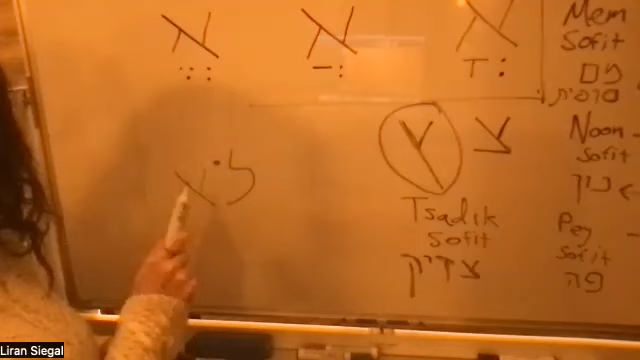 אֳ אֲ אֱ
Mem
Sofit
מם
סופית
צ ץ
Tsadik
Sofit
צדיק
Noon -
Sofit
נון
Pey -
Sofit
פה
Liran Siegal